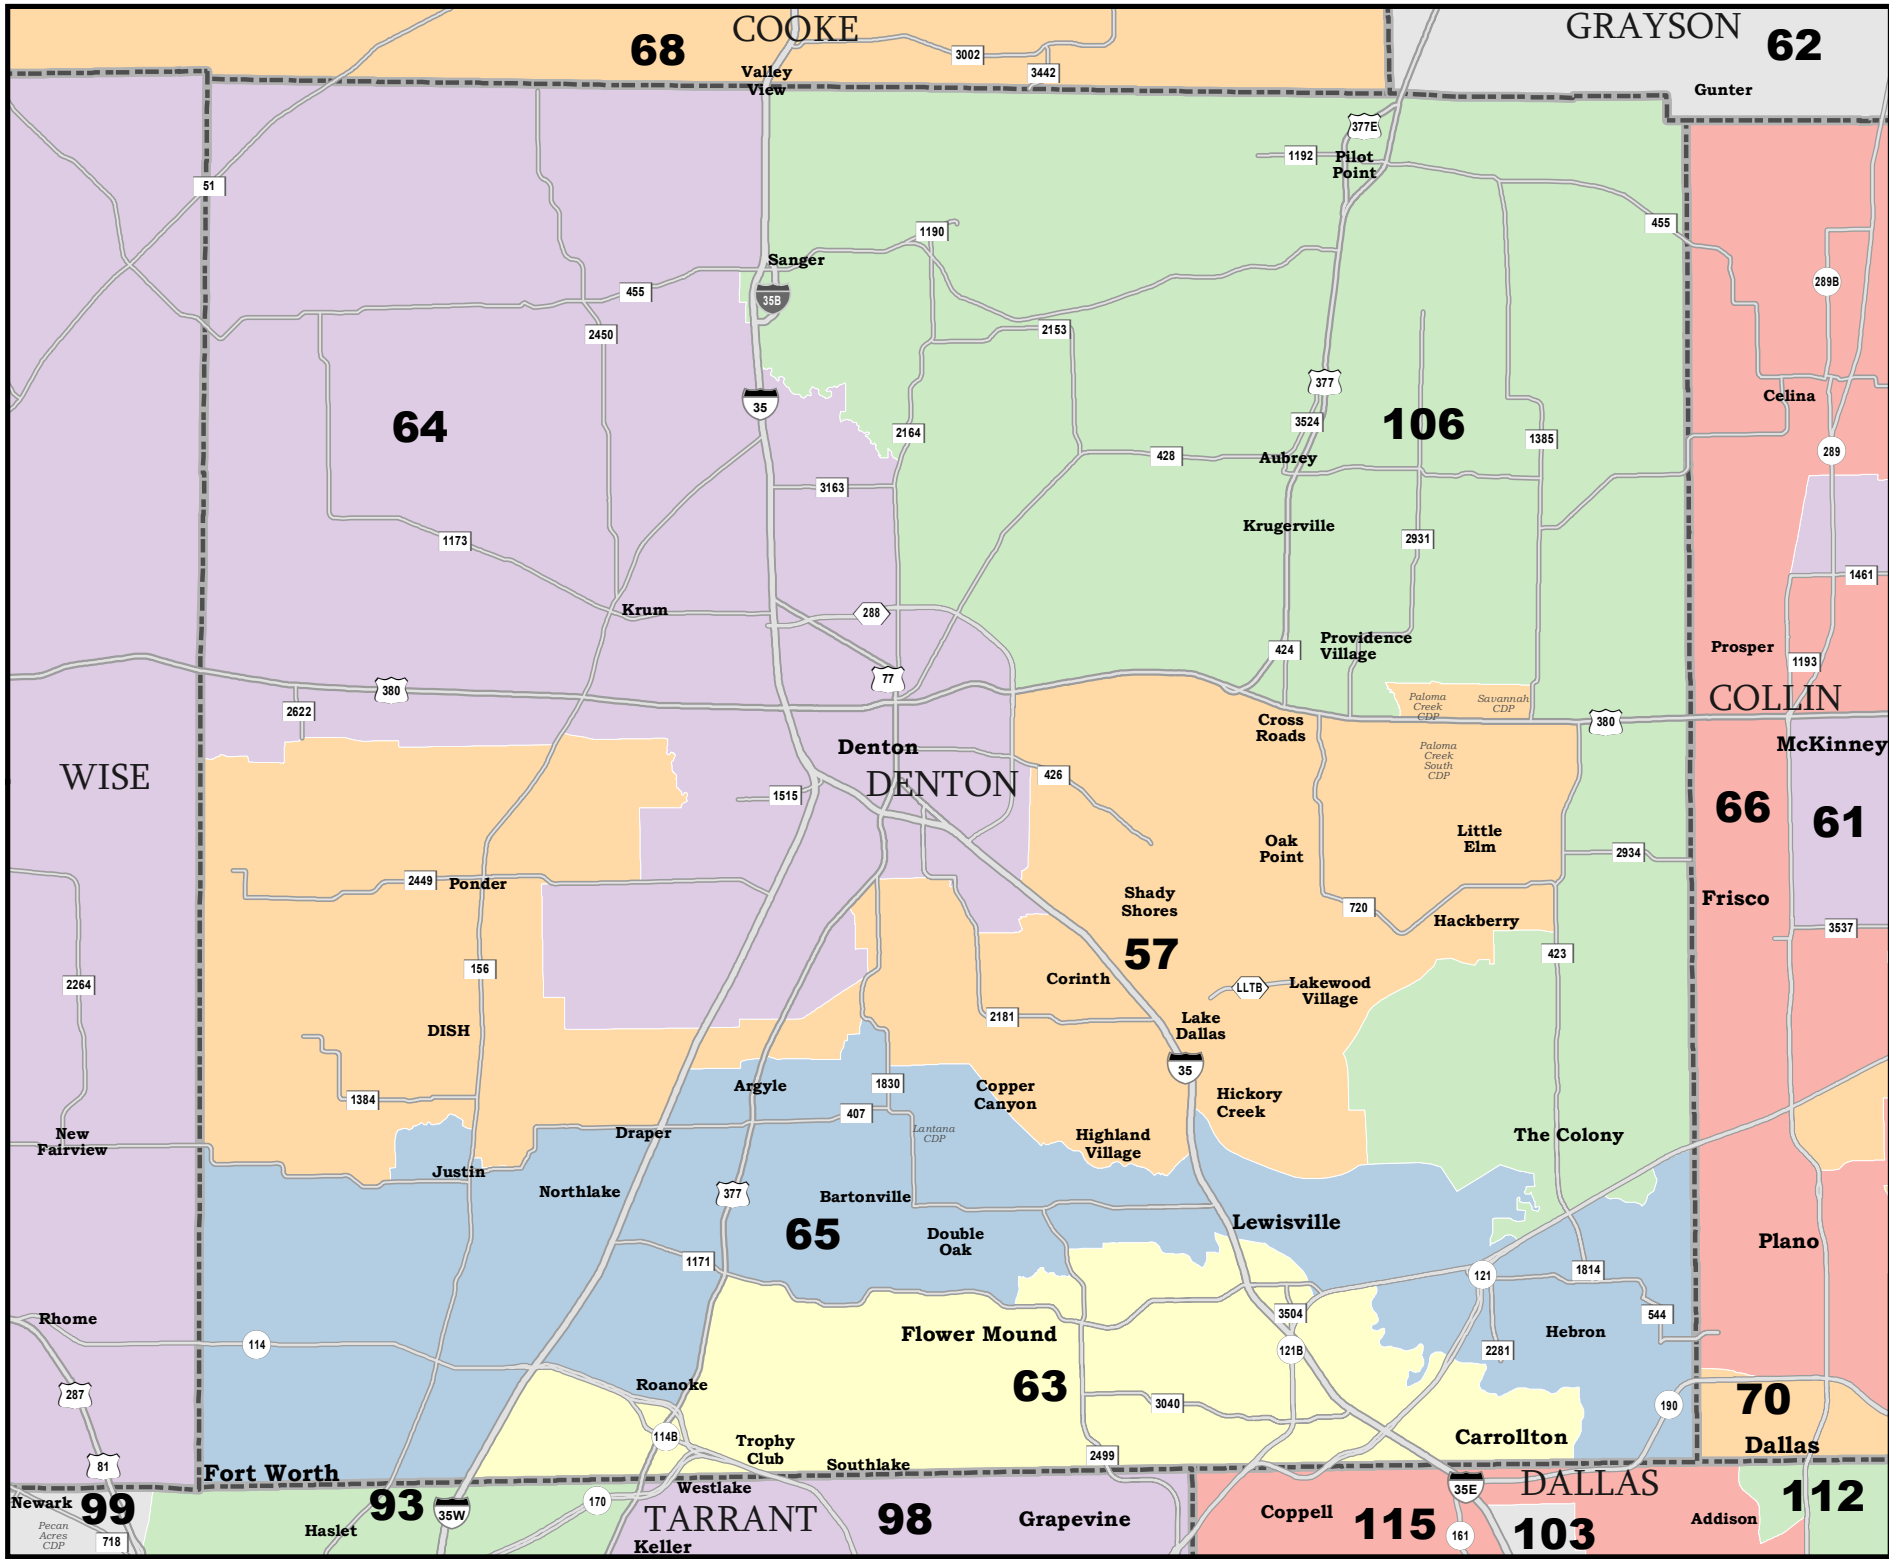 COOKE
GRAYSON
68
62
3002
3442
Valley
View
Gunter
377E
1192
Pilot
Point
51
455
1190
Sanger
35B
289B
455
2450
2153
377
Celina
35
64
3524
106
2164
1385
428
Aubrey
289
3163
Krugerville
1173
2931
1461
Krum
288
424
Providence
Village
Prosper
1193
77
380
2622
Paloma
Creek
CDP
Savannah
CDP
COLLIN
Cross
Roads
380
Denton
McKinney
Paloma
Creek
South
CDP
WISE
DENTON
426
1515
66
61
Oak
Point
Little
Elm
2934
2449
Ponder
Shady
Shores
720
Frisco
Hackberry
3537
57
423
156
Corinth
LLTB
Lakewood
Village
2264
2181
Lake
Dallas
DISH
35
Argyle
1830
Copper
Canyon
Hickory
Creek
1384
407
New
Fairview
Draper
Lantana
CDP
Highland
Village
The Colony
Justin
Northlake
377
Bartonville
65
Double
Oak
Lewisville
Plano
1171
121
1814
Rhome
3504
544
114
Flower Mound
121B
Hebron
2281
63
287
Roanoke
3040
190
70
114B
Trophy
Club
Carrollton
Dallas
2499
81
Southlake
Fort Worth
Westlake
35E
DALLAS
112
Newark
99
93
35W
170
TARRANT
98
Grapevine
Coppell
115
161
103
Addison
Pecan
Acres
CDP
718
Haslet
Keller